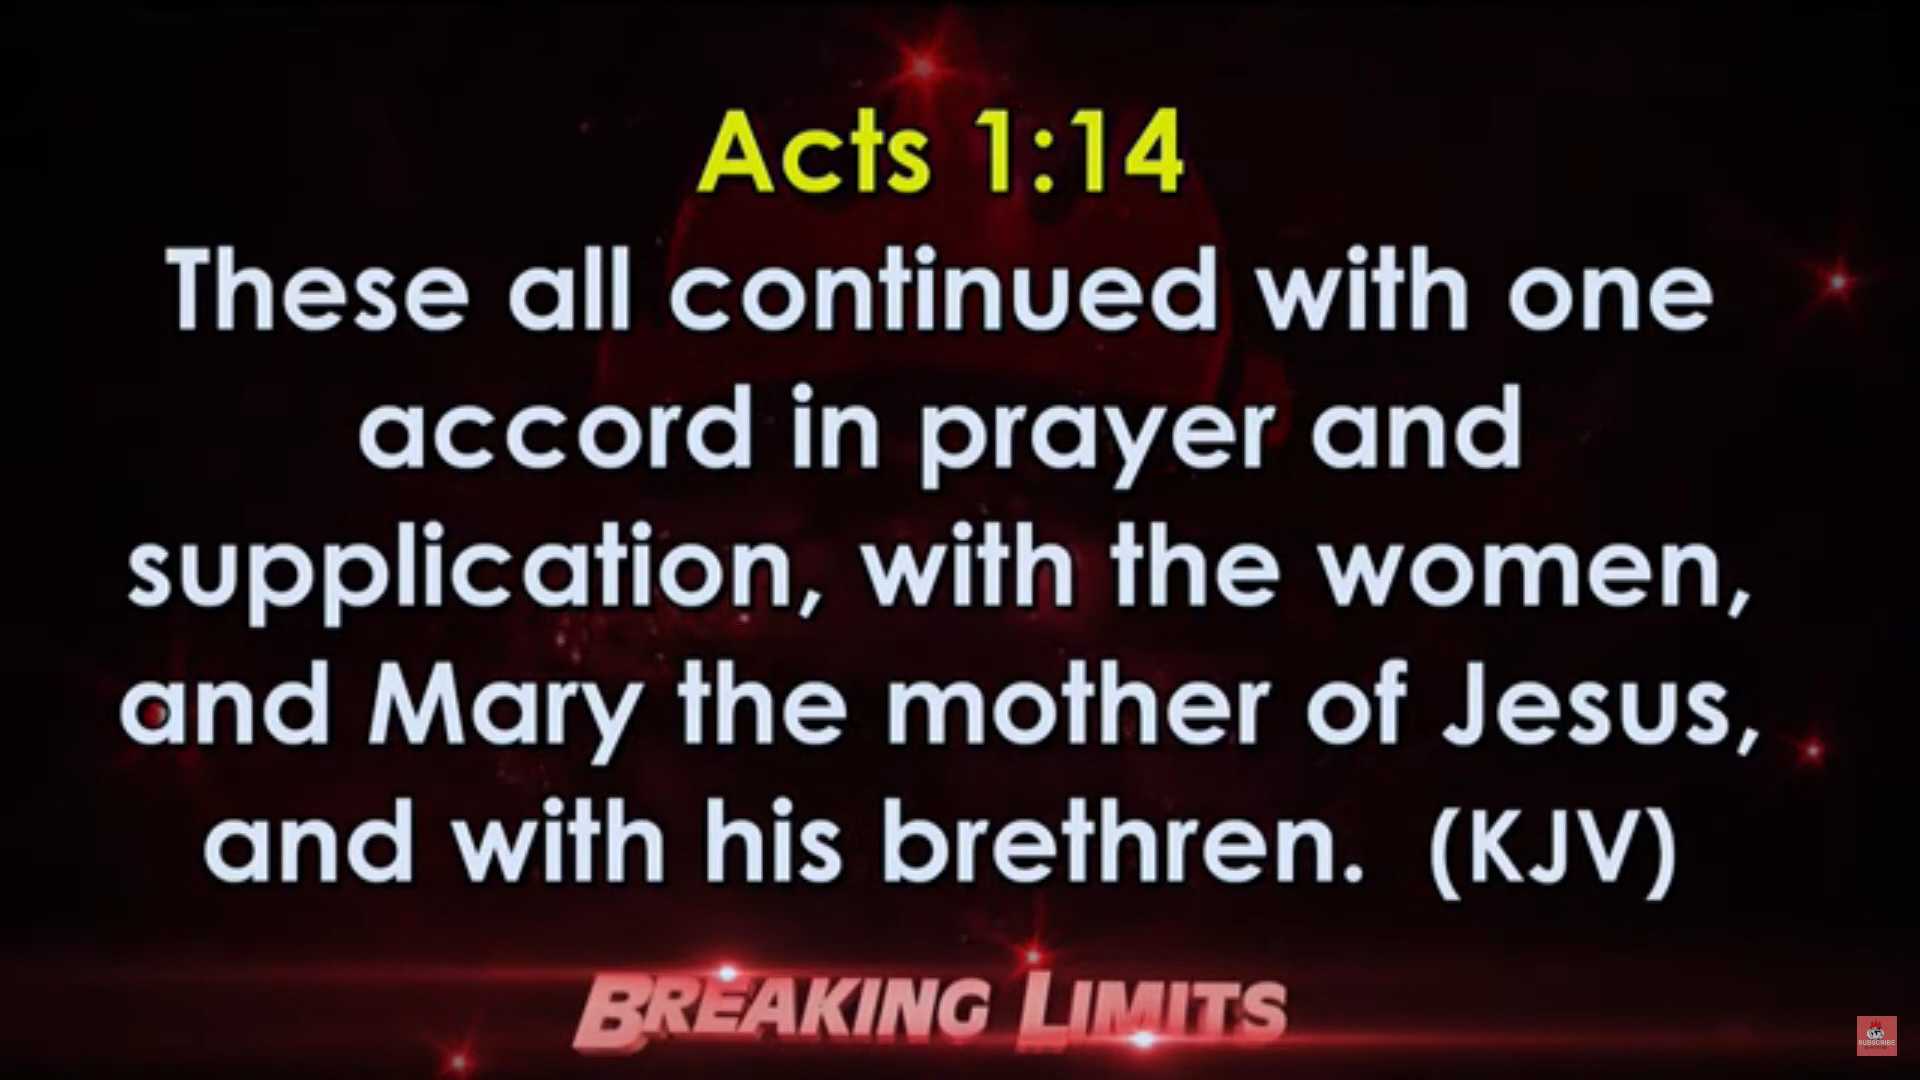 Acts 1:14
These all continued with one
accord in prayer and
supplication, with the women,
and Mary the mother of Jesus,
and with his brethren.  (KJV)
BREAKING LIMITS
SUBSCRIBE